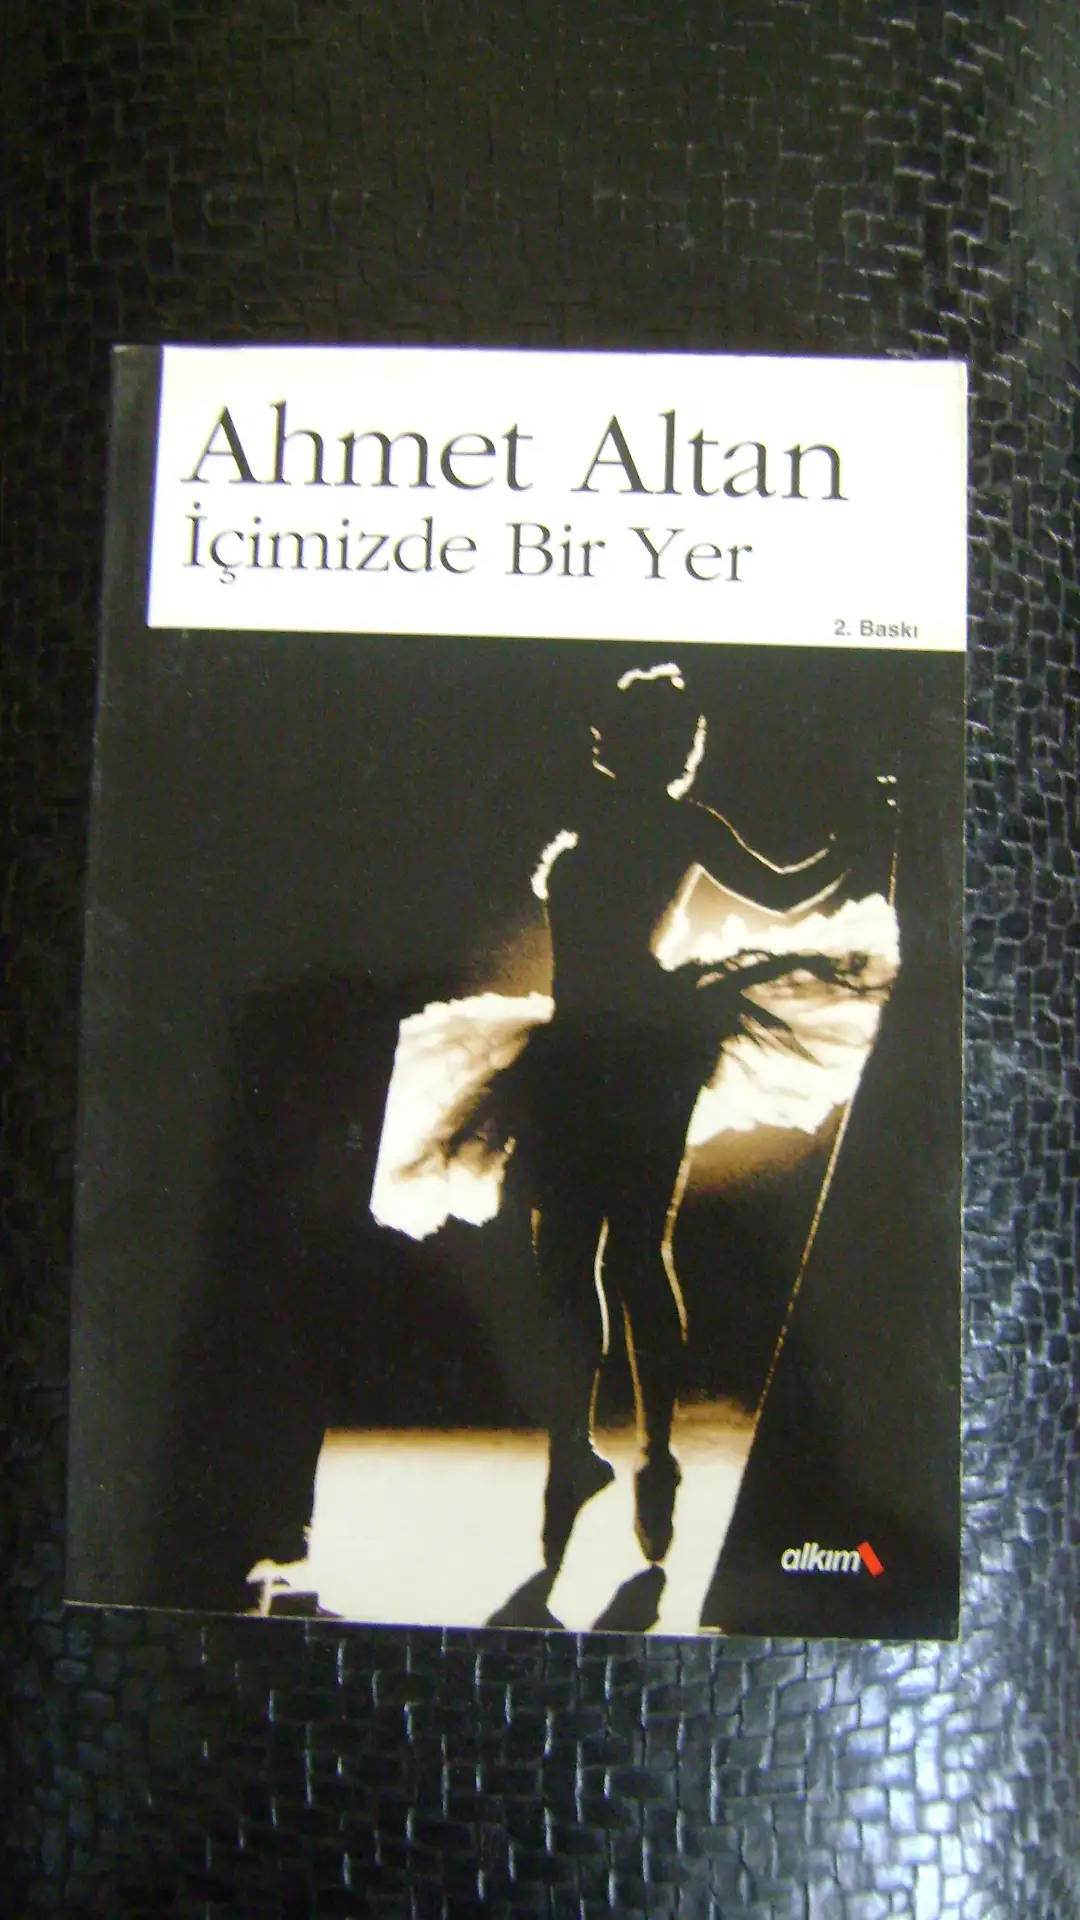 Ahmet Altan
İçimizde Bir Yer
2. Baskı
alkım